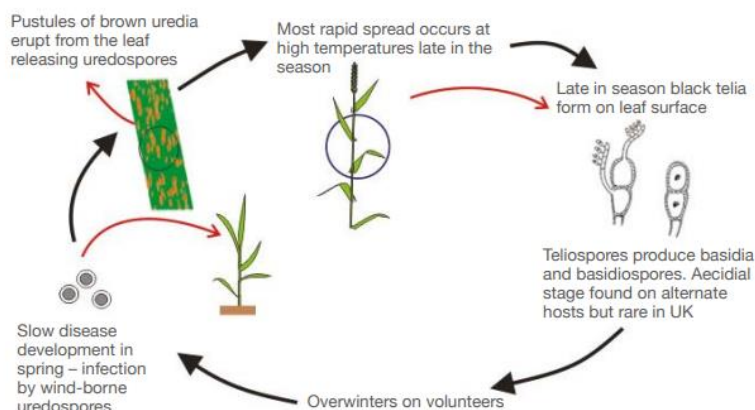 Pustules of brown uredia
erupt from the leaf
releasing uredospores
Most rapid spread occurs at
high temperatures late in the
season
Late in season black telia
form on leaf surface
Teliospores produce basidia
and basidiospores. Aecidial
stage found on alternate
hosts but rare in UK
Overwinters on volunteers
Slow disease
development in
spring – infection
by wind-borne
uredospores